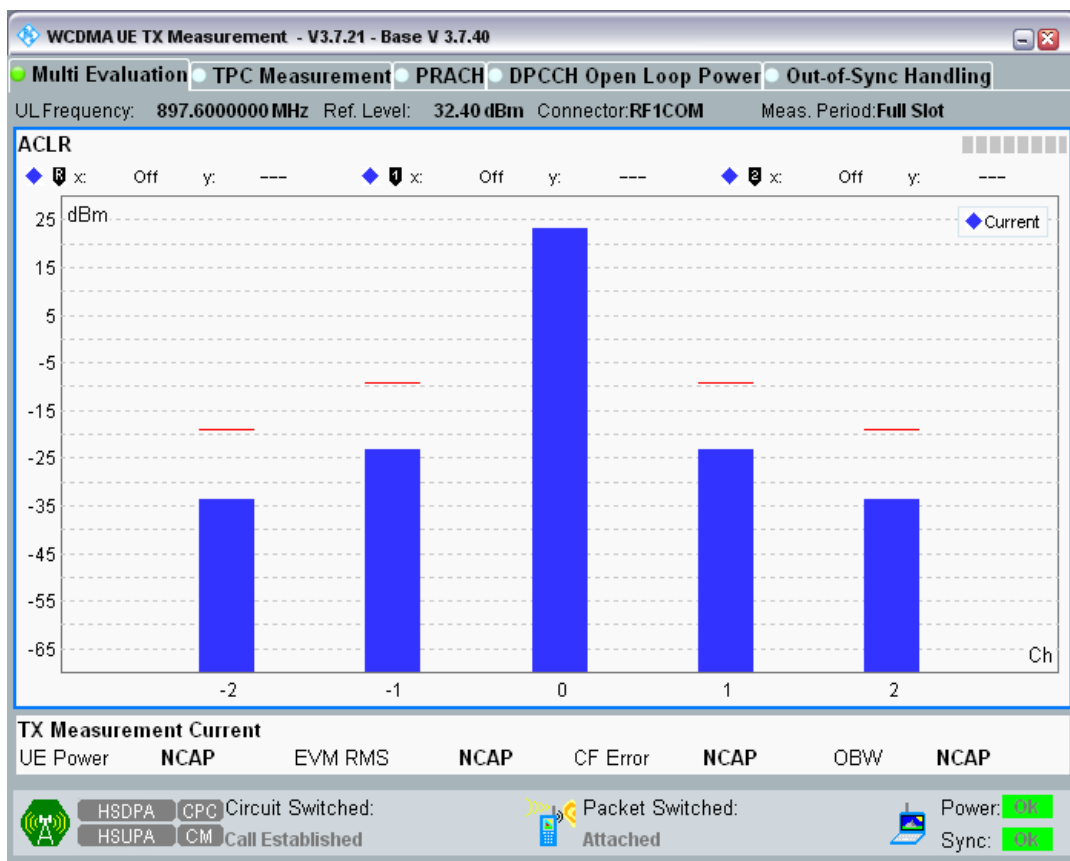 WCDMA UE TX Measurement - V3.7.21 - Base V 3.7.40
Multi Evaluation TPC Measurement PRACH DPCCH Open Loop Power Out-of-Sync Handling
UL Frequency: 897.6000000 MHz Ref. Level: 32.40 dBm Connector:RF1COM Meas. Period:Full Slot
ACLR
R x: Off y: --- 1 x: Off y: --- 2 x: Off y: ---
dBm
Current
25
15
5
-5
-15
-25
-35
-45
-55
-65
Ch
-2 -1 0 1 2
TX Measurement Current
UE Power NCAP EVM RMS NCAP CF Error NCAP OBW NCAP
HSDPA CPC Circuit Switched: Packet Switched: Power: Ok
HSUPA CM Call Established Attached Sync: Ok